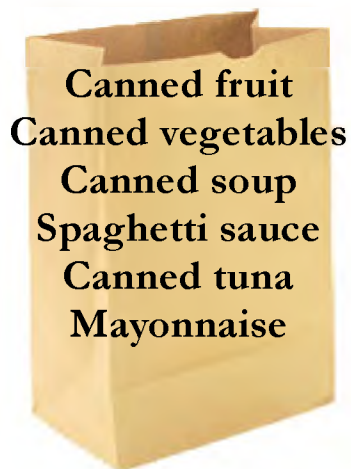 Canned fruit
Canned vegetables
Canned soup
Spaghetti sauce
Canned tuna
Mayonnaise